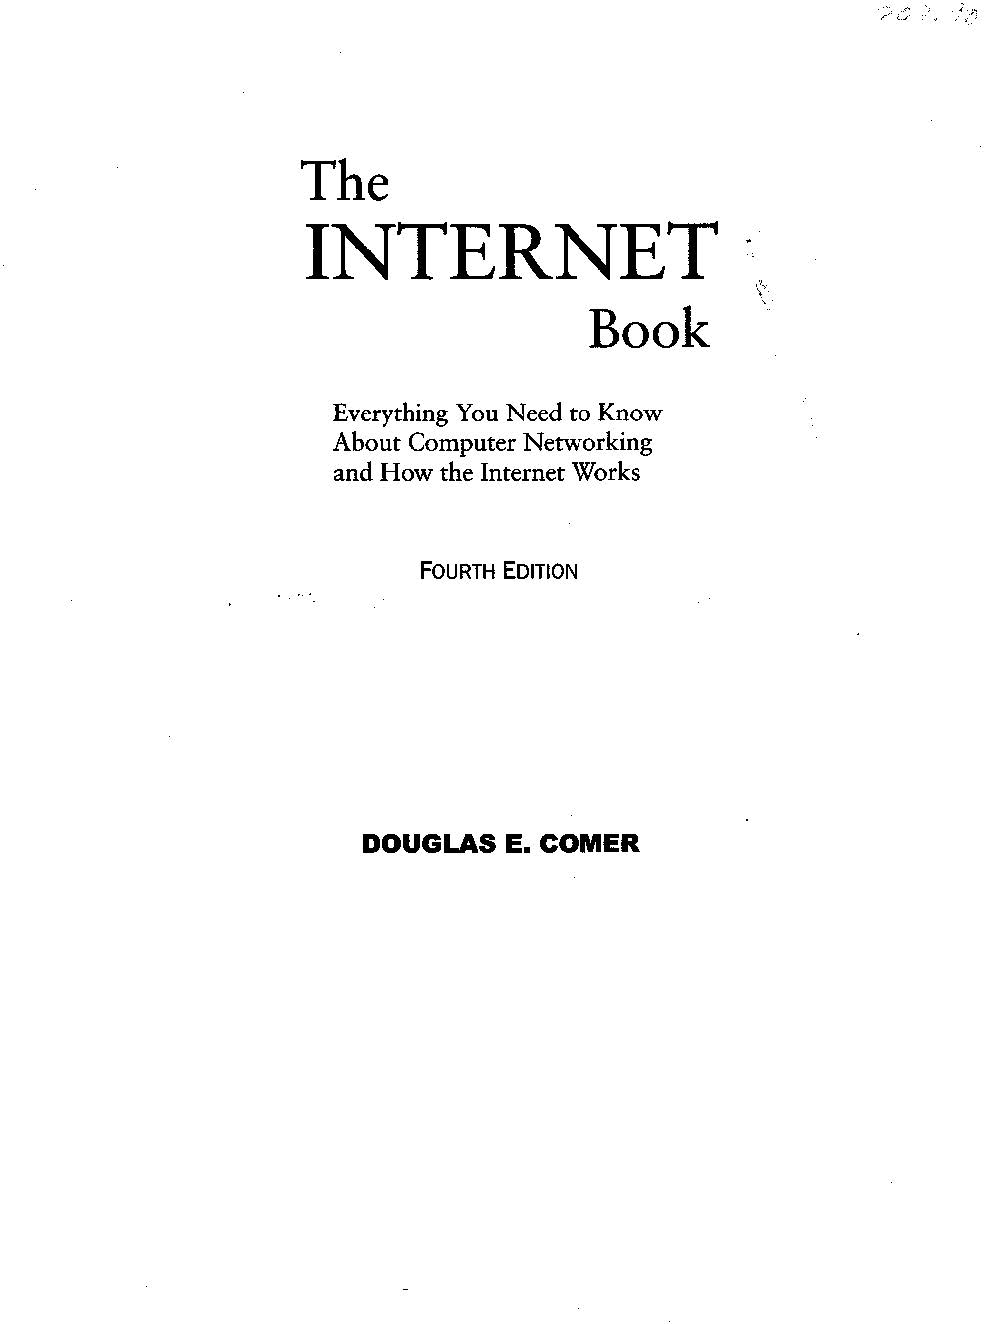 The
INTERNET
Book
Everything You Need to Know
About Computer Networking
and How the Internet Works
FOURTH EDITION
DOUGLAS E. COMER